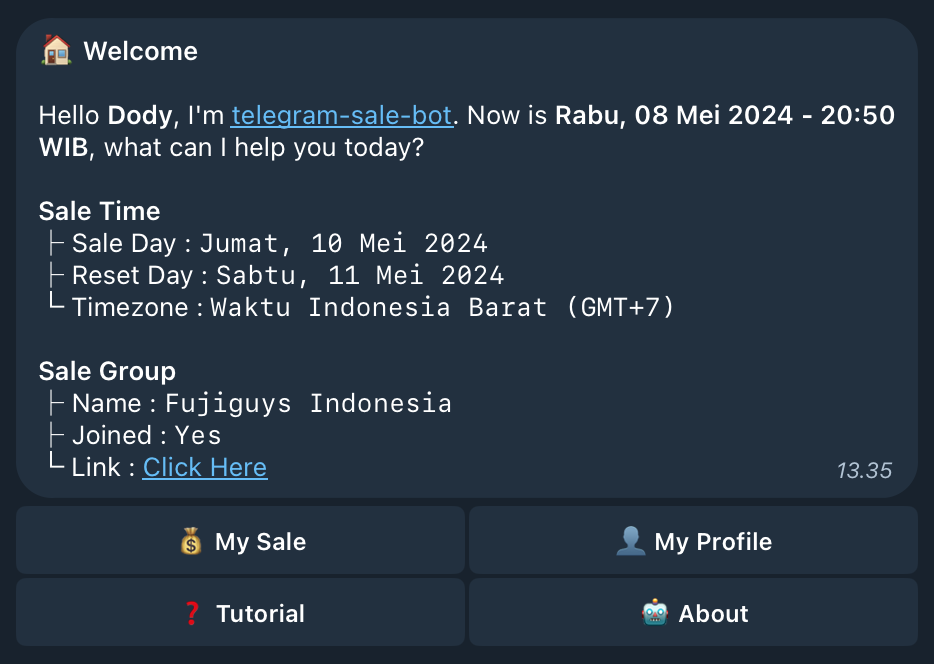 🏠 Welcome
Hello Dody, I'm telegram-sale-bot. Now is Rabu, 08 Mei 2024 - 20:50
WIB, what can I help you today?
Sale Time
├ Sale Day : Jumat, 10 Mei 2024
├ Reset Day : Sabtu, 11 Mei 2024
└ Timezone : Waktu Indonesia Barat (GMT+7)
Sale Group
├ Name : Fujiguys Indonesia
├ Joined : Yes
└ Link : Click Here
13.35
💰 My Sale
👤 My Profile
❓ Tutorial
🤖 About